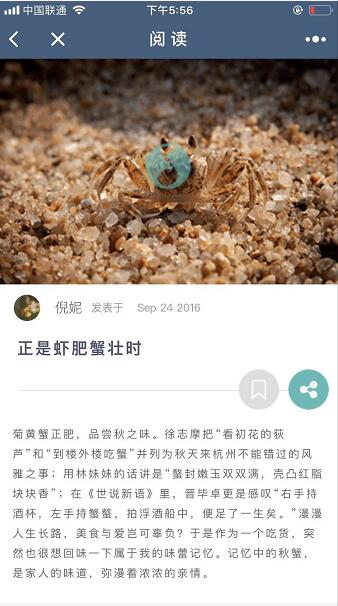 中国联通 下午5:56
阅读
倪妮 发表于 Sep 24 2016
正是虾肥蟹壮时
菊黄蟹正肥，品尝秋之味。徐志摩把“看初花的荻
芦”和“到楼外楼吃蟹”并列为秋天来杭州不能错过的风
雅之事；用林妹妹的话讲是“螯封嫩玉双双满，壳凸红脂
块块香”；在《世说新语》里，晋毕卓更是感叹“右手持
酒杯，左手持蟹螯，拍浮酒船中，便足了一生矣。”漫漫
人生长路，美食与爱岂可辜负？于是作为一个吃货，突
然也很想回味一下属于我的味蕾记忆。记忆中的秋蟹，
是家人的味道，弥漫着浓浓的亲情。